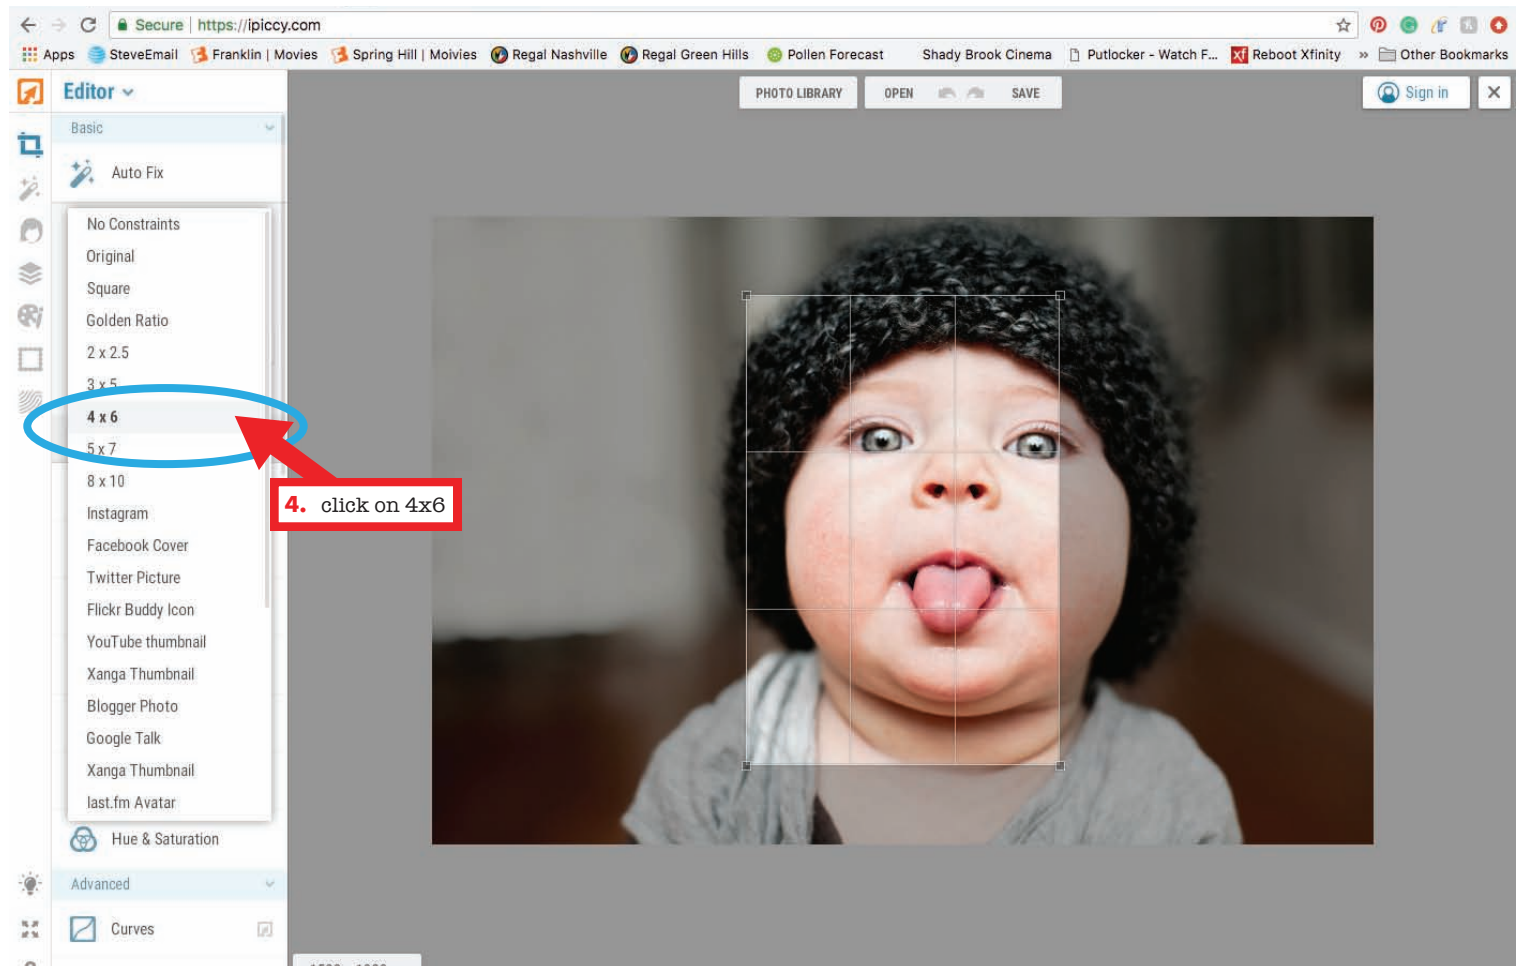 Secure | https://ipiccy.com
Apps SteveEmail Franklin | Movies Spring Hill | Moivies Regal Nashville Regal Green Hills Pollen Forecast Shady Brook Cinema Putlocker - Watch F... Reboot Xfinity » Other Bookmarks
Editor
PHOTO LIBRARY OPEN SAVE Sign in
Basic
Auto Fix
No Constraints
Original
Square
Golden Ratio
2 x 2.5
3 x 5
4 x 6
5 x 7
8 x 10
4. click on 4x6
Instagram
Facebook Cover
Twitter Picture
Flickr Buddy Icon
YouTube thumbnail
Xanga Thumbnail
Blogger Photo
Google Talk
Xanga Thumbnail
last.fm Avatar
Hue & Saturation
Advanced
Curves